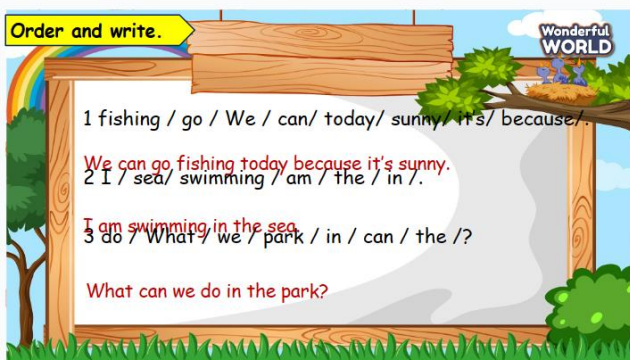 Order and write.
Wonderful
WORLD
1 fishing / go / We / can/ today/ sunny/ it's/ because/.
We can go fishing today because it's sunny.
2 I / sea/ swimming / am / the / in /.
I am swimming in the sea.
3 do / What / we / park / in / can / the /?
What can we do in the park?